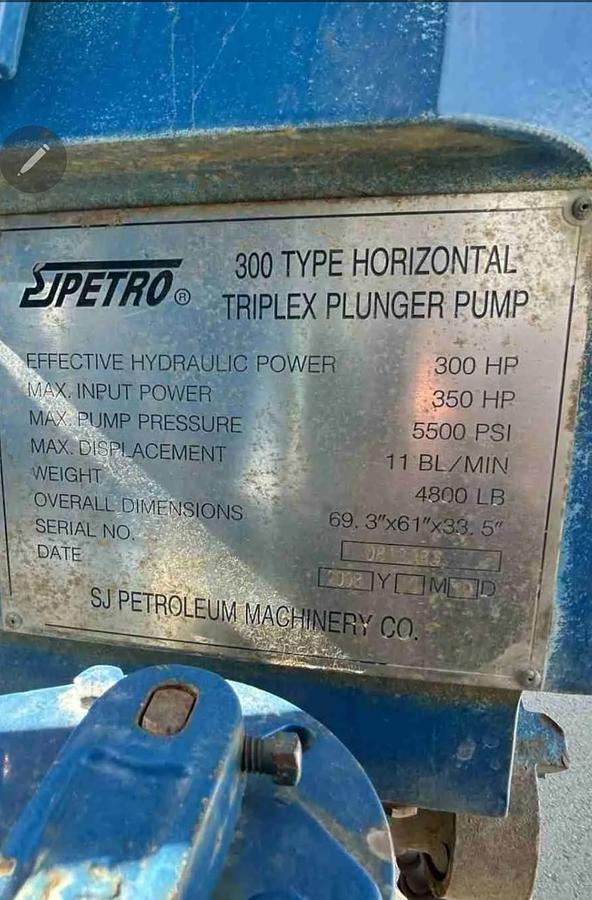 SJPETRO ® 300 TYPE HORIZONTAL
TRIPLEX PLUNGER PUMP
EFFECTIVE HYDRAULIC POWER 300 HP
MAX. INPUT POWER 350 HP
MAX. PUMP PRESSURE 5500 PSI
MAX. DISPLACEMENT 11 BL/MIN
WEIGHT 4800 LB
OVERALL DIMENSIONS 69. 3"x61"x33. 5"
SERIAL NO.
DATE 2008 Y M D
SJ PETROLEUM MACHINERY CO.